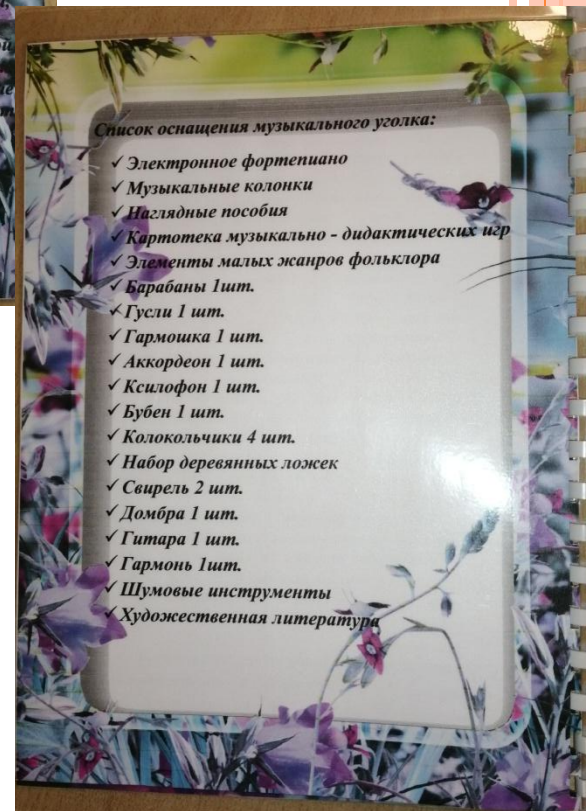 Список оснащения музыкального уголка:
✓ Электронное фортепиано
✓ Музыкальные колонки
✓ Наглядные пособия
✓ Картотека музыкально - дидактических игр
✓ Элементы малых жанров фольклора
✓ Барабаны 1шт.
✓ Гусли 1 шт.
✓ Гармошка 1 шт.
✓ Аккордеон 1 шт.
✓ Ксилофон 1 шт.
✓ Бубен 1 шт.
✓ Колокольчики 4 шт.
✓ Набор деревянных ложек
✓ Свирель 2 шт.
✓ Домбра 1 шт.
✓ Гитара 1 шт.
✓ Гармонь 1шт.
✓ Шумовые инструменты
✓ Художественная литература